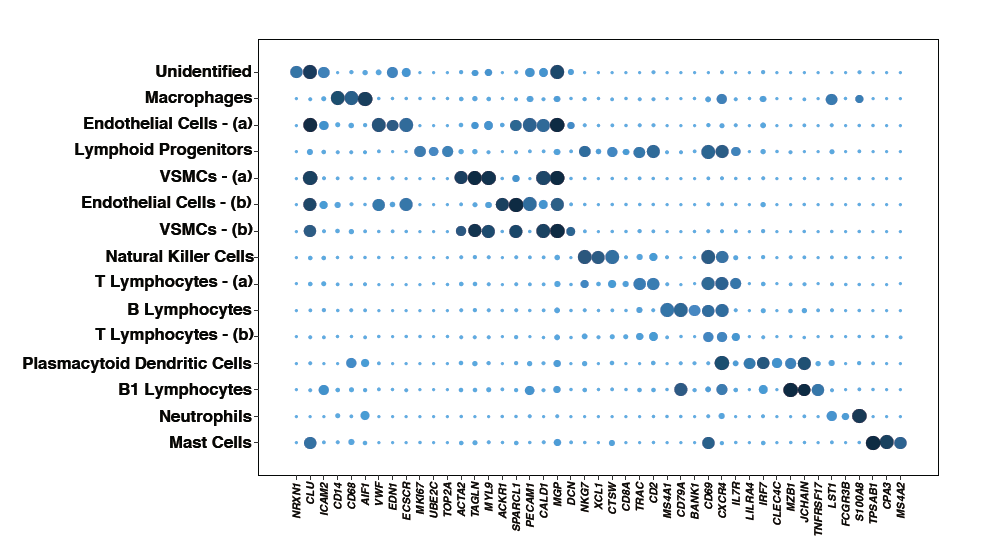 Unidentified
Macrophages
Endothelial Cells - (a)
Lymphoid Progenitors
VSMCs - (a)
Endothelial Cells - (b)
VSMCs - (b)
Natural Killer Cells
T Lymphocytes - (a)
B Lymphocytes
T Lymphocytes - (b)
Plasmacytoid Dendritic Cells
B1 Lymphocytes
Neutrophils
Mast Cells
NRXN1
CLU
ICAM2
CD14
CD68
AIF1
VWF
EDN1
ECSCR
MKI67
UBE2C
TOP2A
ACTA2
TAGLN
MYL9
ACKR1
SPARCL1
PECAM1
CALD1
MGP
DCN
NKG7
XCL1
CTSW
CD8A
TRAC
CD2
MS4A1
CD79A
BANK1
CD69
CXCR4
IL7R
LILRA4
IRF7
CLEC4C
MZB1
JCHAIN
TNFRSF17
LST1
FCGR3B
S100A8
TPSAB1
CPA3
MS4A2